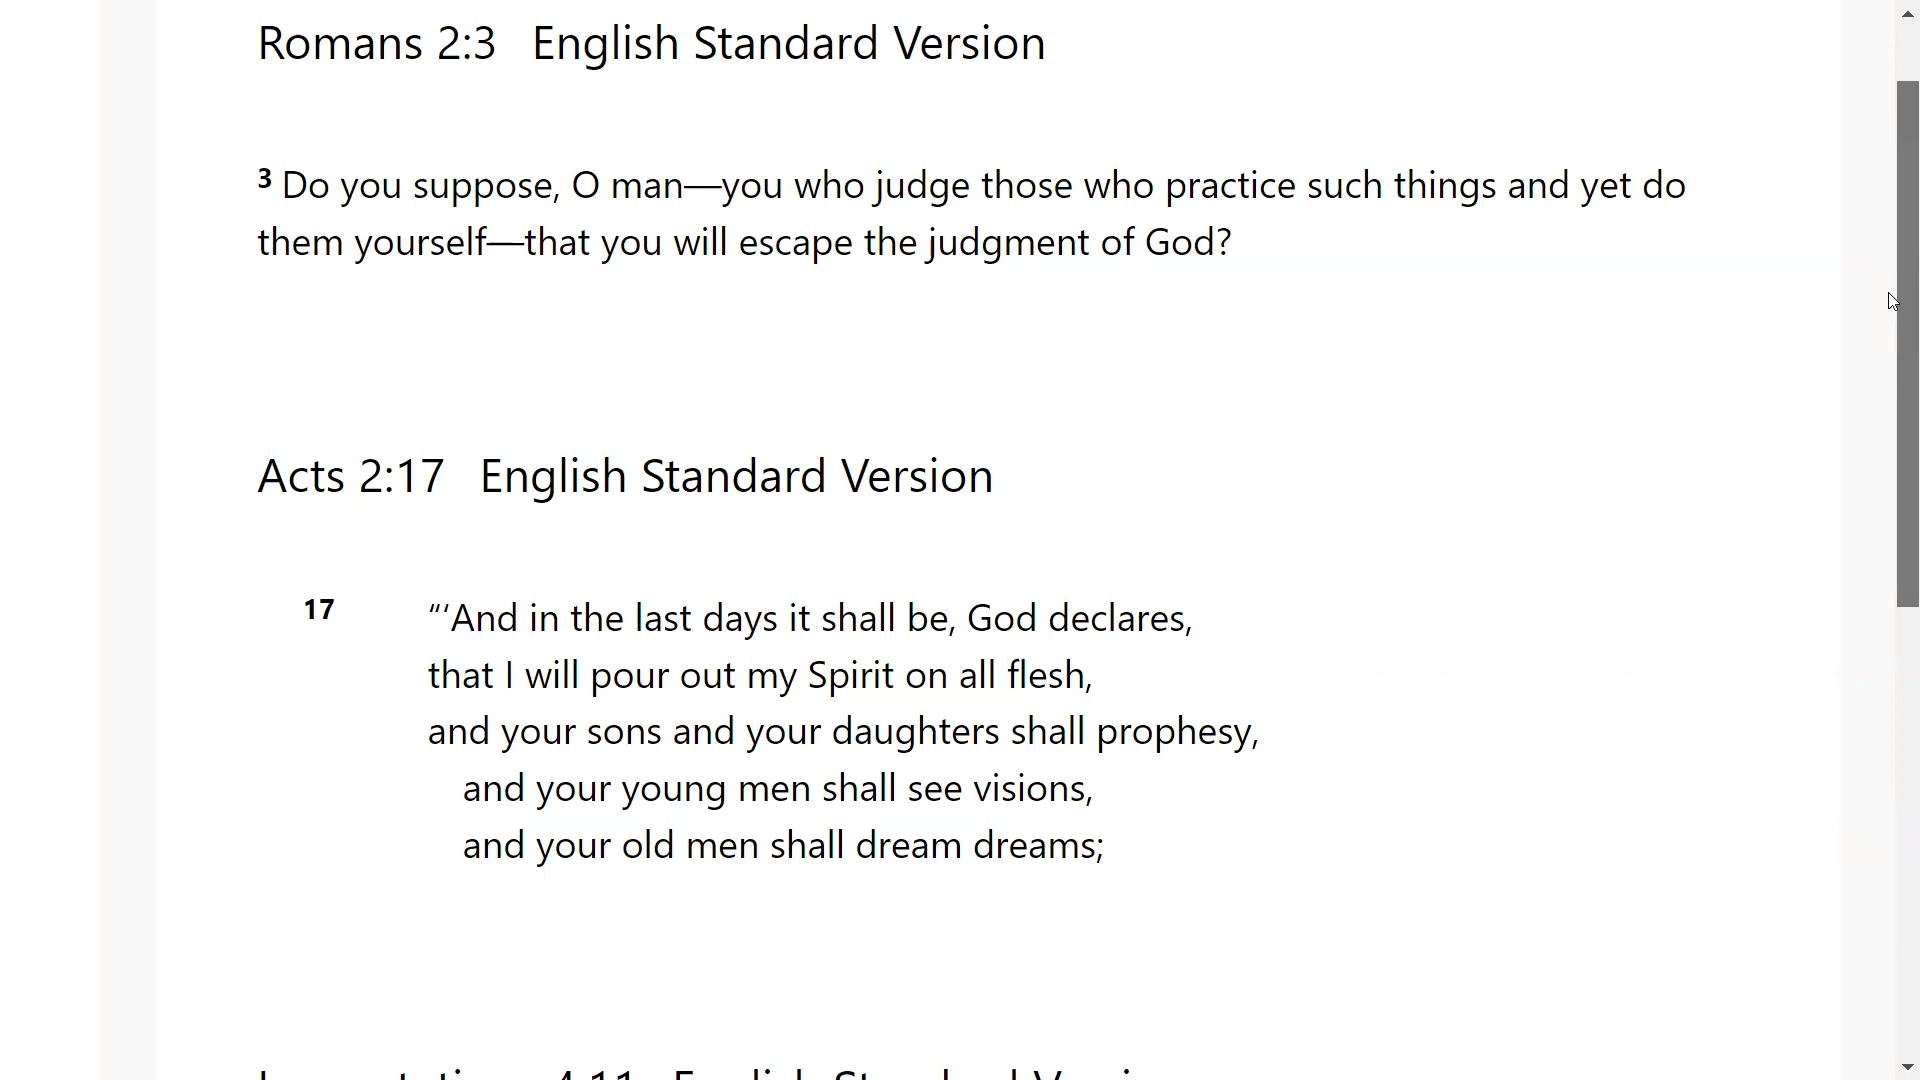 Romans 2:3 English Standard Version
3 Do you suppose, O man—you who judge those who practice such things and yet do
them yourself—that you will escape the judgment of God?
Acts 2:17 English Standard Version
17 “‘And in the last days it shall be, God declares,
that I will pour out my Spirit on all flesh,
and your sons and your daughters shall prophesy,
and your young men shall see visions,
and your old men shall dream dreams;